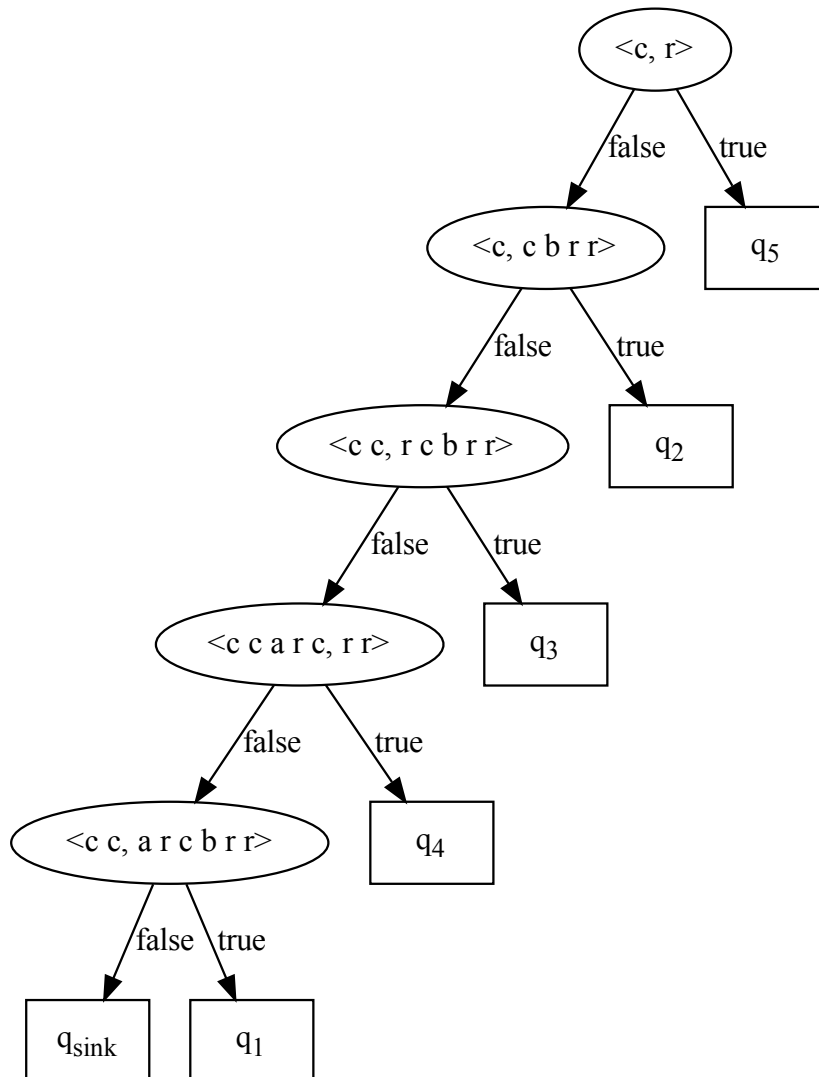 <c, r>
false
true
<c, c b r r>
q5
false
true
<c c, r c b r r>
q2
false
true
<c c a r c, r r>
q3
false
true
<c c, a r c b r r>
q4
false
true
qsink
q1